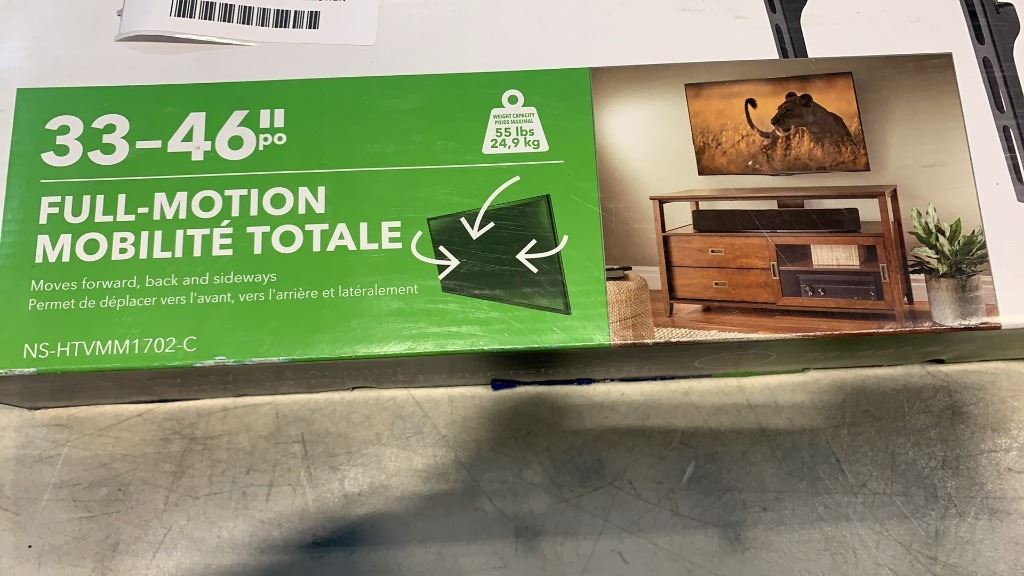 33-46" po
WEIGHT CAPACITY
POIDS MAXIMAL
55 lbs
24,9 kg
FULL-MOTION
MOBILITÉ TOTALE
Moves forward, back and sideways
Permet de déplacer vers l'avant, vers l'arrière et latéralement
NS-HTVMM1702-C